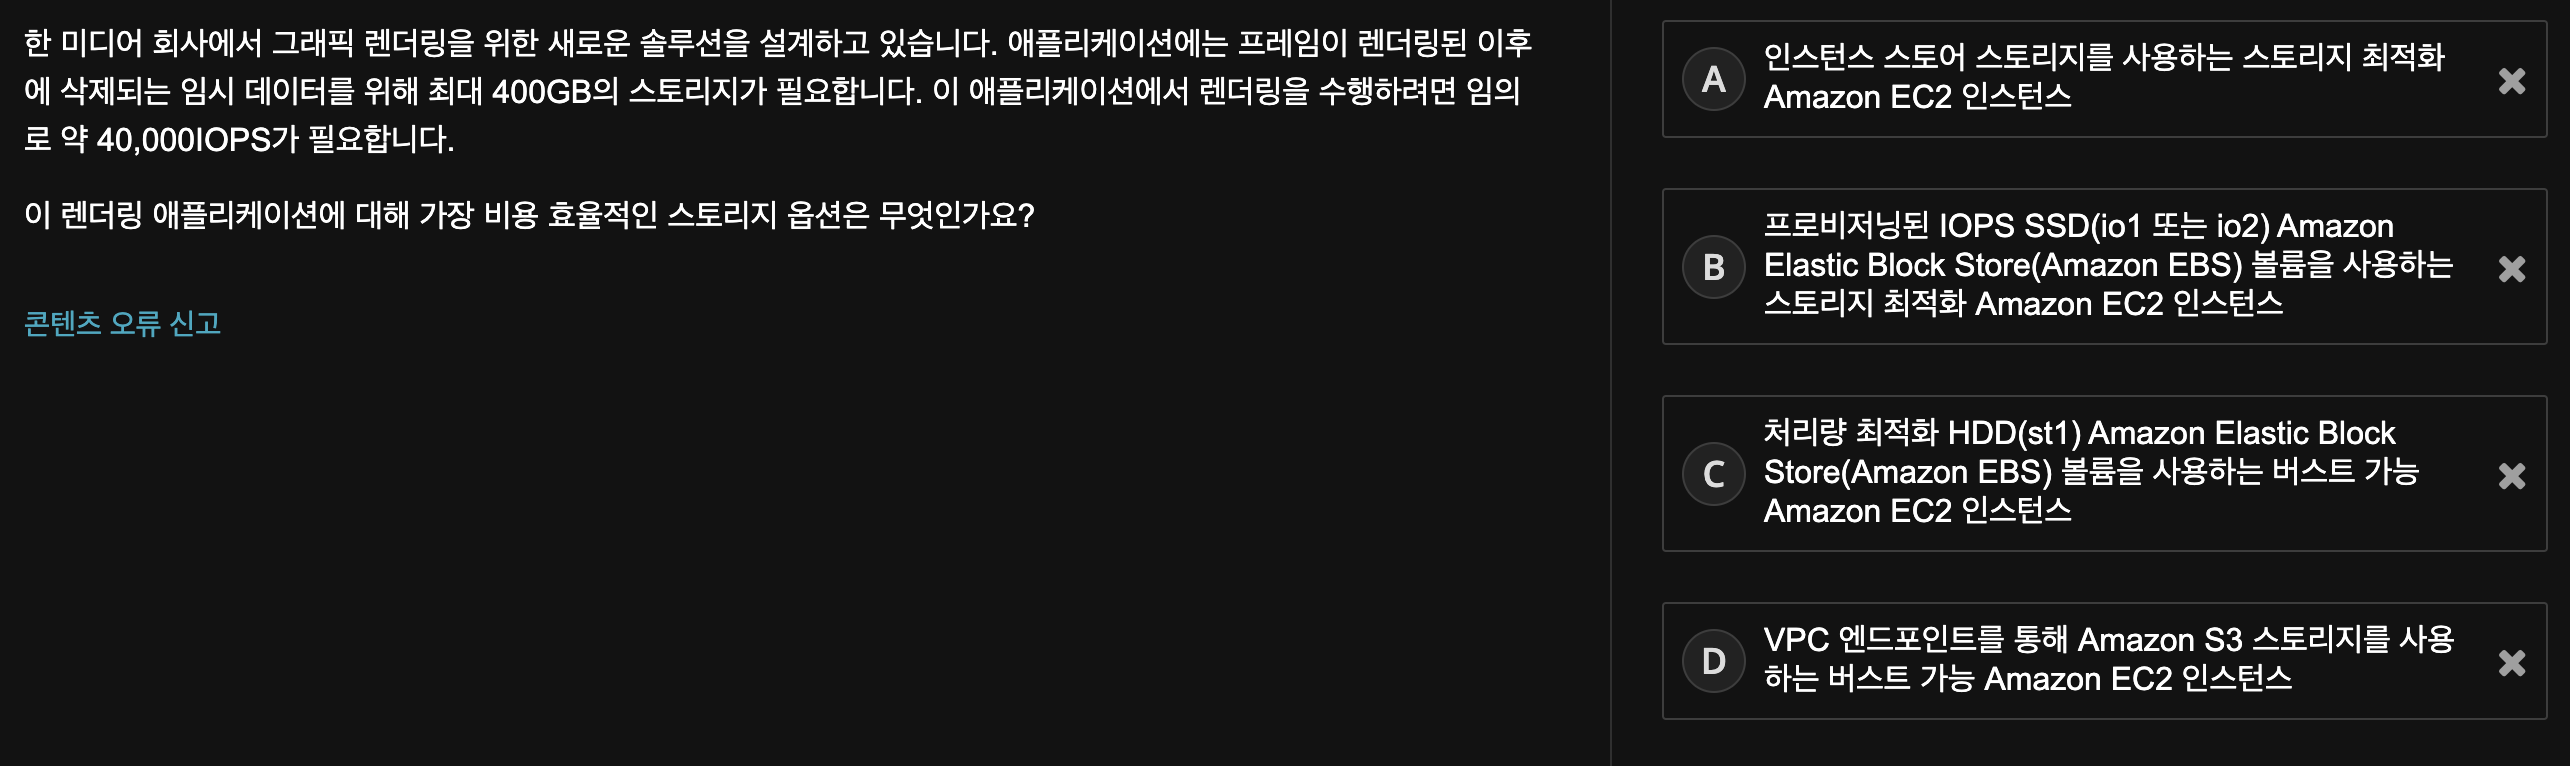 한 미디어 회사에서 그래픽 렌더링을 위한 새로운 솔루션을 설계하고 있습니다. 애플리케이션에는 프레임이 렌더링된 이후
에 삭제되는 임시 데이터를 위해 최대 400GB의 스토리지가 필요합니다. 이 애플리케이션에서 렌더링을 수행하려면 임의
로 약 40,000IOPS가 필요합니다.
이 렌더링 애플리케이션에 대해 가장 비용 효율적인 스토리지 옵션은 무엇인가요?
콘텐츠 오류 신고
A
인스턴스 스토어 스토리지를 사용하는 스토리지 최적화
Amazon EC2 인스턴스
B
프로비저닝된 IOPS SSD(io1 또는 io2) Amazon
Elastic Block Store(Amazon EBS) 볼륨을 사용하는
스토리지 최적화 Amazon EC2 인스턴스
C
처리량 최적화 HDD(st1) Amazon Elastic Block
Store(Amazon EBS) 볼륨을 사용하는 버스트 가능
Amazon EC2 인스턴스
D
VPC 엔드포인트를 통해 Amazon S3 스토리지를 사용
하는 버스트 가능 Amazon EC2 인스턴스